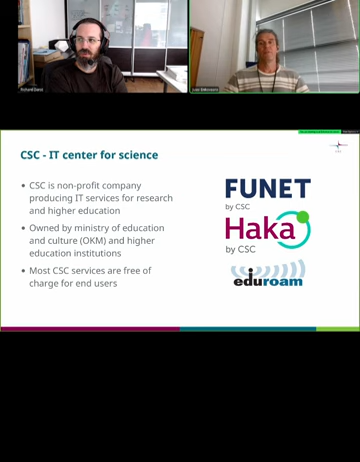 Richard Darst
CSC - IT center for science
• CSC is non-profit company
producing IT services for research
and higher education
• Owned by ministry of education
and culture (OKM) and higher
education institutions
• Most CSC services are free of
charge for end users
FUNET
by CSC
Haka
by CSC
eduroam